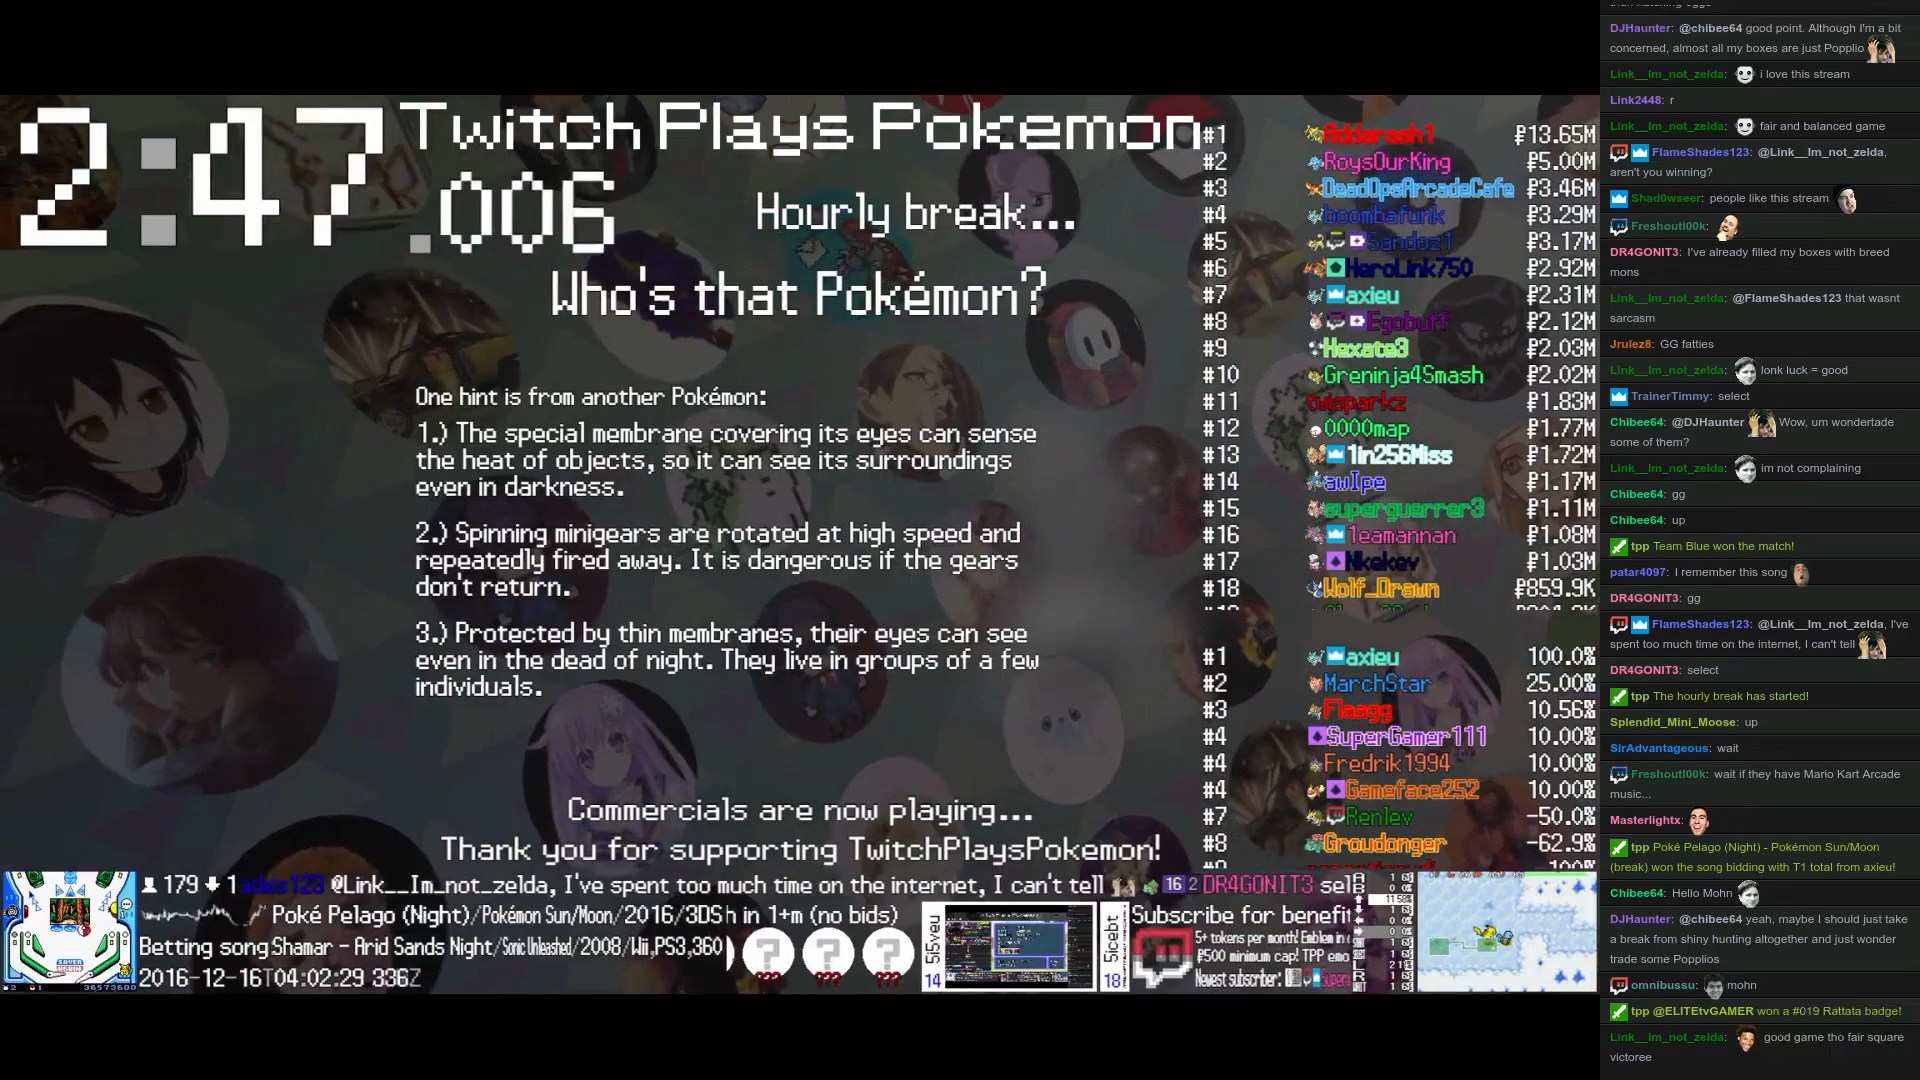 2:47.006
Twitch Plays Pokemon
Hourly break...
Who's that Pokémon?
One hint is from another Pokémon:
1.) The special membrane covering its eyes can sense
the heat of objects, so it can see its surroundings
even in darkness.
2.) Spinning minigears are rotated at high speed and
repeatedly fired away. It is dangerous if the gears
don't return.
3.) Protected by thin membranes, their eyes can see
even in the dead of night. They live in groups of a few
individuals.
Commercials are now playing...
Thank you for supporting TwitchPlaysPokemon!
#1 Addarash1 ₽13.65M
#2 RoysOurKing ₽5.00M
#3 DeadOpsArcadeCafe ₽3.46M
#4 boombafunk ₽3.29M
#5 Sandoz1 ₽3.17M
#6 HeroLink750 ₽2.92M
#7 axieu ₽2.31M
#8 Egobuff ₽2.12M
#9 Hexate3 ₽2.03M
#10 Greninja4Smash ₽2.02M
#11 twisparkz ₽1.83M
#12 0000map ₽1.77M
#13 1in256Miss ₽1.72M
#14 awIpe ₽1.17M
#15 superguerrer3 ₽1.11M
#16 1eamannan ₽1.08M
#17 Nkekev ₽1.03M
#18 Wolf_Drawn ₽859.9K
#1 axieu 100.0%
#2 MarchStar 25.00%
#3 Flaagg 10.56%
#4 SuperGamer111 10.00%
#4 Fredrik1994 10.00%
#4 Gameface252 10.00%
#7 Renlev -50.0%
#8 Groudonger -62.9%
179 1 ades123 @Link__Im_not_zelda, I've spent too much time on the internet, I can't tell 16 2 DR4GONIT3 sel
Poké Pelago (Night)/Pokémon Sun/Moon/2016/3DS h in 1+m (no bids)
Betting song: Shamar - Arid Sands Night/Sonic Unleashed/2008/Wii,PS3,360
2016-12-16T04:02:29 336Z
14 5i5veu
18 5icebt
Subscribe for benefit
5+ tokens per month! Emblem in
₽500 minimum cap! TPP emo
Newest subscriber:
DJHaunter: @chibee64 good point. Although I'm a bit
concerned, almost all my boxes are just Popplio
Link__Im_not_zelda: i love this stream
Link2448: r
Link__Im_not_zelda: fair and balanced game
FlameShades123: @Link__Im_not_zelda,
aren't you winning?
Shad0wseer: people like this stream
Freshoutl00k:
DR4GONIT3: I've already filled my boxes with breed
mons
Link__Im_not_zelda: @FlameShades123 that wasnt
sarcasm
Jrulez8: GG fatties
Link__Im_not_zelda: lonk luck = good
TrainerTimmy: select
Chibee64: @DJHaunter Wow, um wondertade
some of them?
Link__Im_not_zelda: im not complaining
Chibee64: gg
Chibee64: up
tpp Team Blue won the match!
patar4097: I remember this song
DR4GONIT3: gg
FlameShades123: @Link__Im_not_zelda, I've
spent too much time on the internet, I can't tell
DR4GONIT3: select
tpp The hourly break has started!
Splendid_Mini_Moose: up
SirAdvantageous: wait
Freshoutl00k: wait if they have Mario Kart Arcade
music...
Masterlightx:
tpp Poké Pelago (Night) - Pokémon Sun/Moon
(break) won the song bidding with T1 total from axieu!
Chibee64: Hello Mohn
DJHaunter: @chibee64 yeah, maybe I should just take
a break from shiny hunting altogether and just wonder
trade some Popplios
omnibussu: mohn
tpp @ELITEtvGAMER won a #019 Rattata badge!
Link__Im_not_zelda: good game tho fair square
victoree